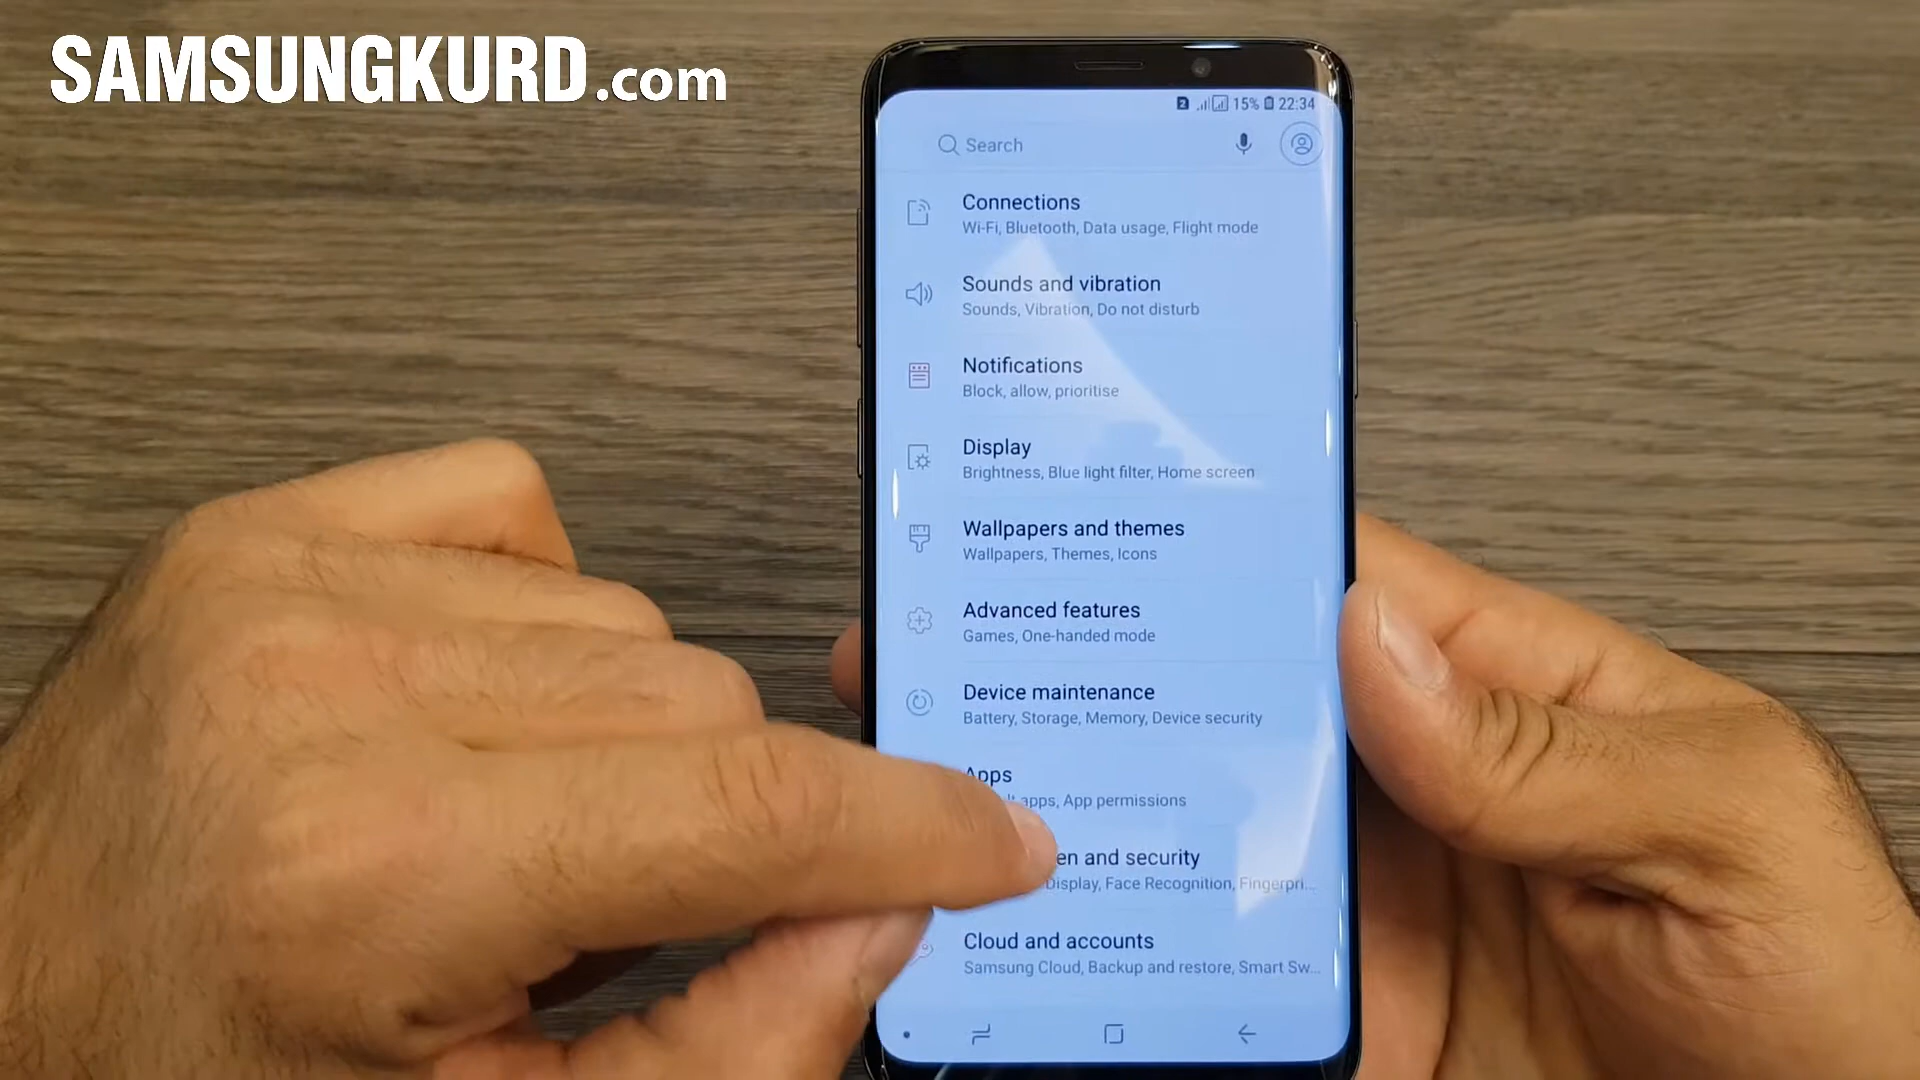 SAMSUNGKURD.com
15% 22:34
Search
Connections
Wi-Fi, Bluetooth, Data usage, Flight mode
Sounds and vibration
Sounds, Vibration, Do not disturb
Notifications
Block, allow, prioritise
Display
Brightness, Blue light filter, Home screen
Wallpapers and themes
Wallpapers, Themes, Icons
Advanced features
Games, One-handed mode
Device maintenance
Battery, Storage, Memory, Device security
Apps
apps, App permissions
en and security
Display, Face Recognition, Fingerpri...
Cloud and accounts
Samsung Cloud, Backup and restore, Smart Sw...